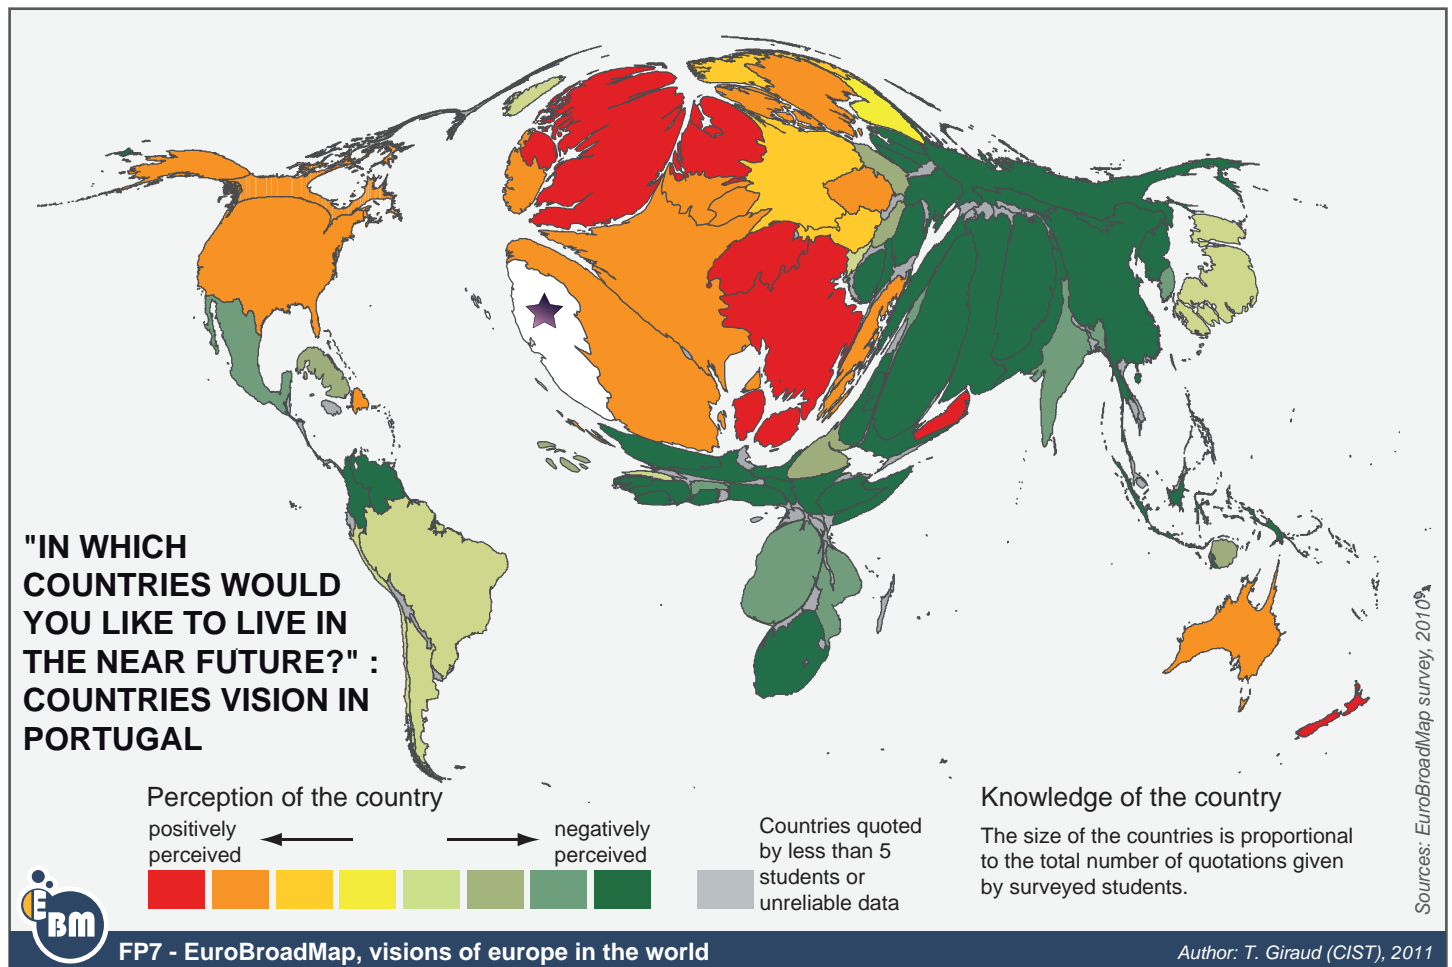 "IN WHICH
COUNTRIES WOULD
YOU LIKE TO LIVE IN
THE NEAR FUTURE?" :
COUNTRIES VISION IN
PORTUGAL
Perception of the country
positively
perceived
negatively
perceived
Countries quoted
by less than 5
students or
unreliable data
Knowledge of the country
The size of the countries is proportional
to the total number of quotations given
by surveyed students.
Sources: EuroBroadMap survey, 2010
EBM
FP7 - EuroBroadMap, visions of europe in the world
Author: T. Giraud (CIST), 2011